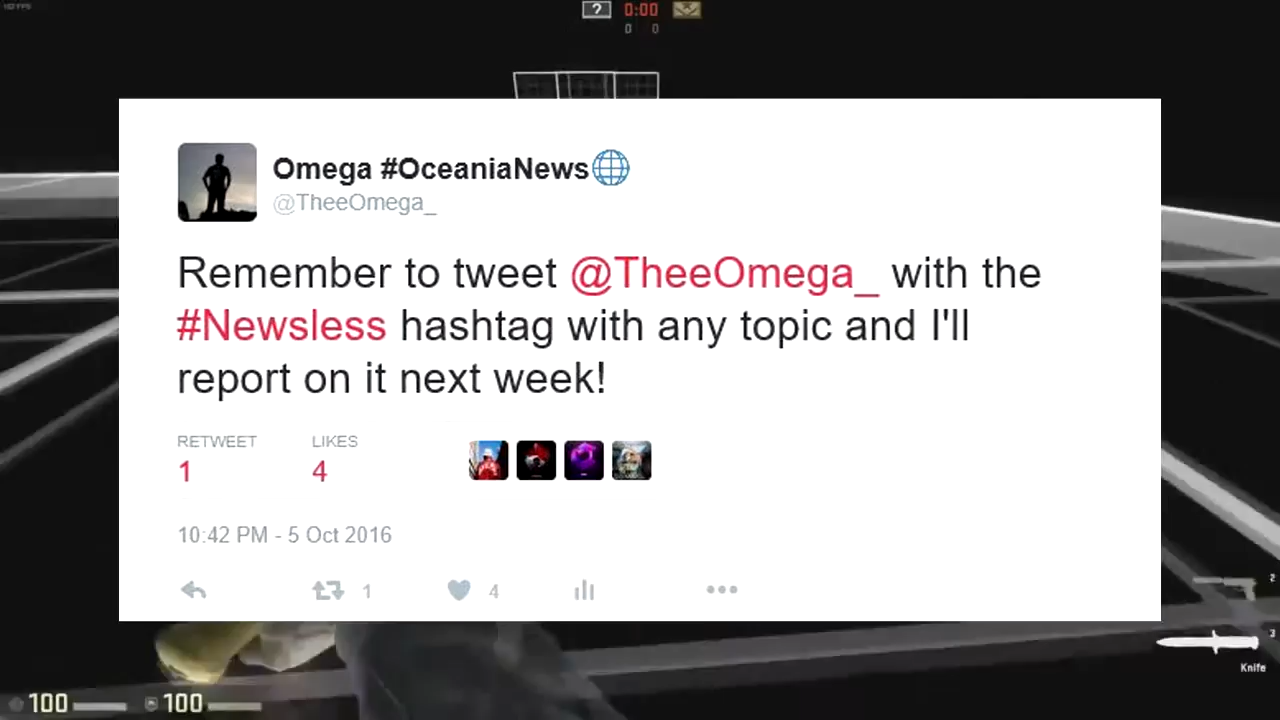 ?
0:00
0 0
Omega #OceaniaNews
@TheeOmega_
Remember to tweet @TheeOmega_ with the
#Newsless hashtag with any topic and I'll
report on it next week!
RETWEET LIKES
1 4
10:42 PM - 5 Oct 2016
1 4
2
3
Knife
100 100